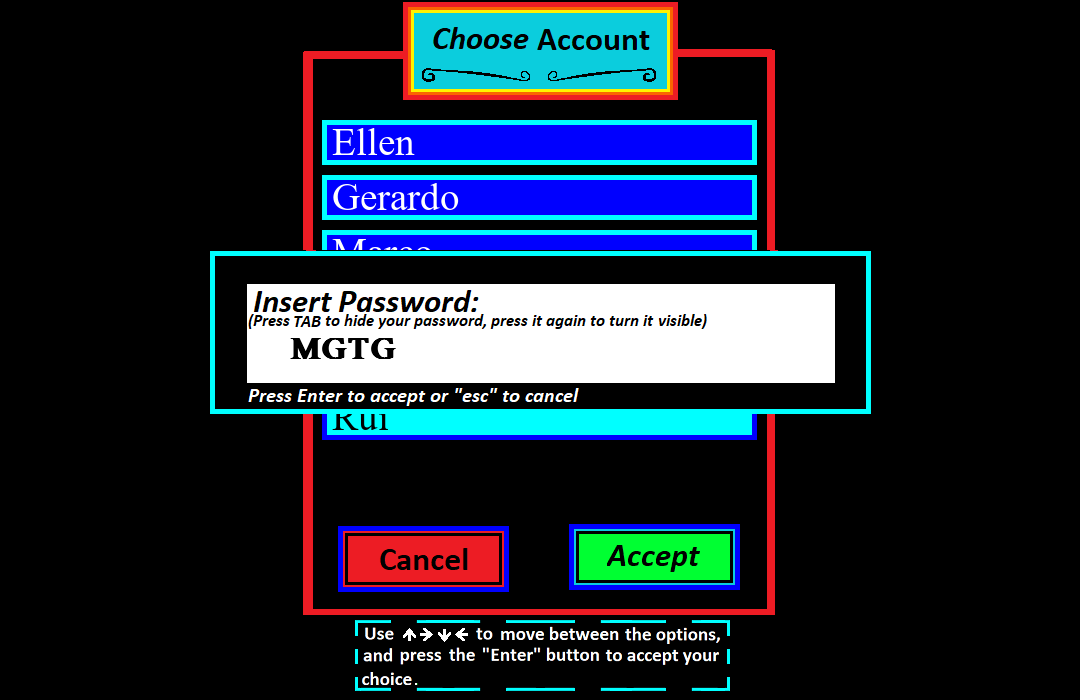 Choose Account
Ellen
Gerardo
Insert Password:
(Press TAB to hide your password, press it again to turn it visible)
MGTG
Press Enter to accept or "esc" to cancel
Rui
Cancel
Accept
Use ↑→↓← to move between the options,
and press the "Enter" button to accept your
choice.